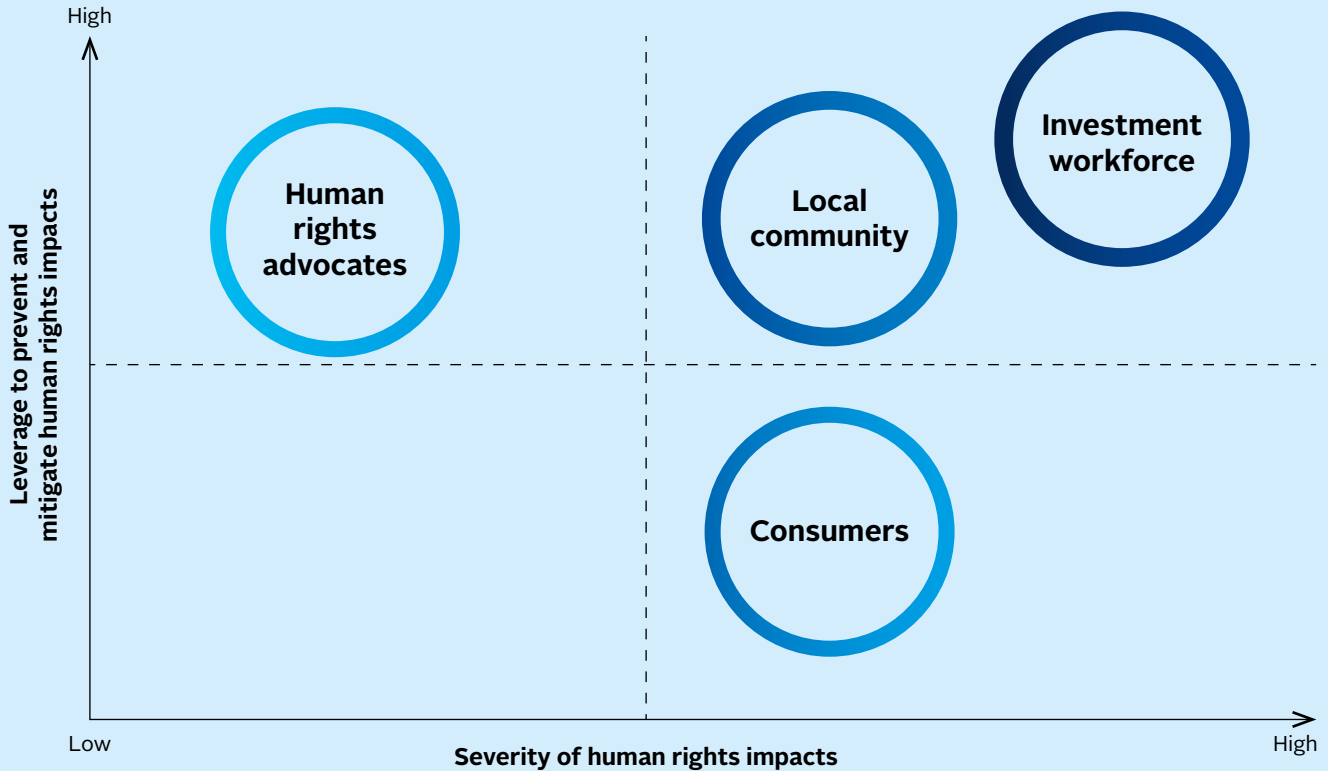 High
Leverage to prevent and
mitigate human rights impacts
Human
rights
advocates
Local
community
Investment
workforce
Consumers
Low
Severity of human rights impacts
High